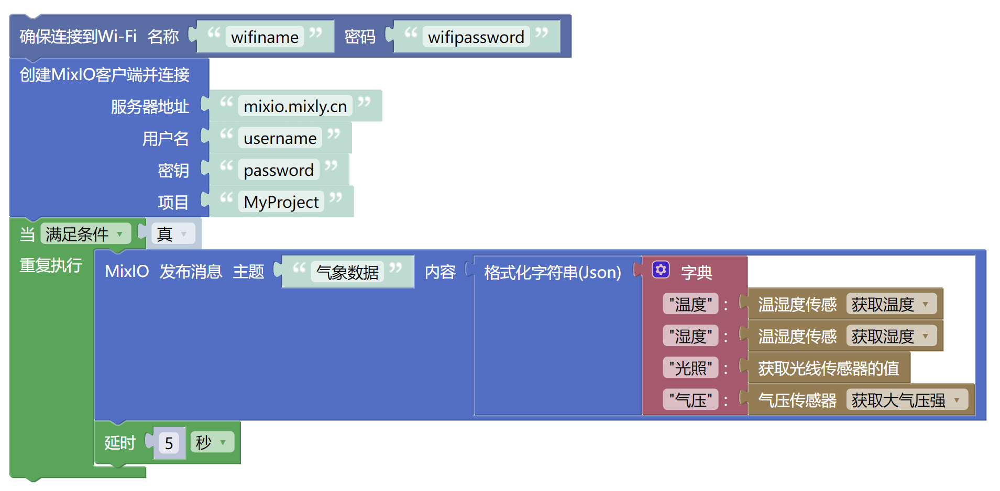 确保连接到Wi-Fi 名称 “ wifiname ” 密码 “ wifipassword ”
创建MixIO客户端并连接
服务器地址 “ mixio.mixly.cn ”
用户名 “ username ”
密钥 “ password ”
项目 “ MyProject ”
当 满足条件 真
重复执行 MixIO 发布消息 主题 “ 气象数据 ” 内容 格式化字符串(Json) 字典
"温度" : 温湿度传感 获取温度
"湿度" : 温湿度传感 获取湿度
"光照" : 获取光线传感器的值
"气压" : 气压传感器 获取大气压强
延时 5 秒